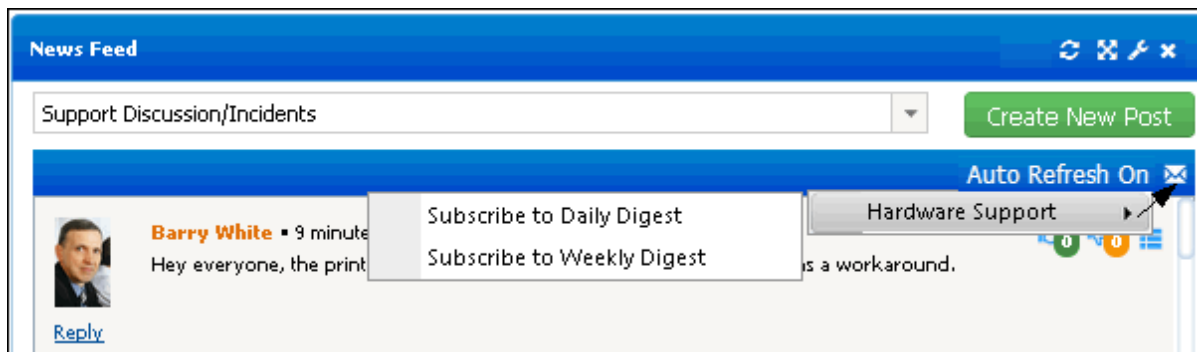 News Feed
Support Discussion/Incidents
Create New Post
Auto Refresh On
Hardware Support
Subscribe to Daily Digest
Subscribe to Weekly Digest
Barry White • 9 minute
0 0
Hey everyone, the print s a workaround.
Reply